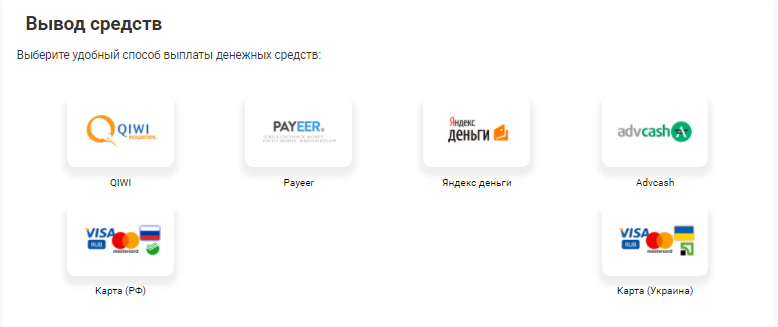 Вывод средств
Выберите удобный способ выплаты денежных средств:
QIWI
PAYEER®
Яндекс
деньги
advcash
QIWI
Payeer
Яндекс деньги
Advcash
VISA
RUB
mastercard
VISA
RUB
mastercard
Карта (РФ)
Карта (Украина)